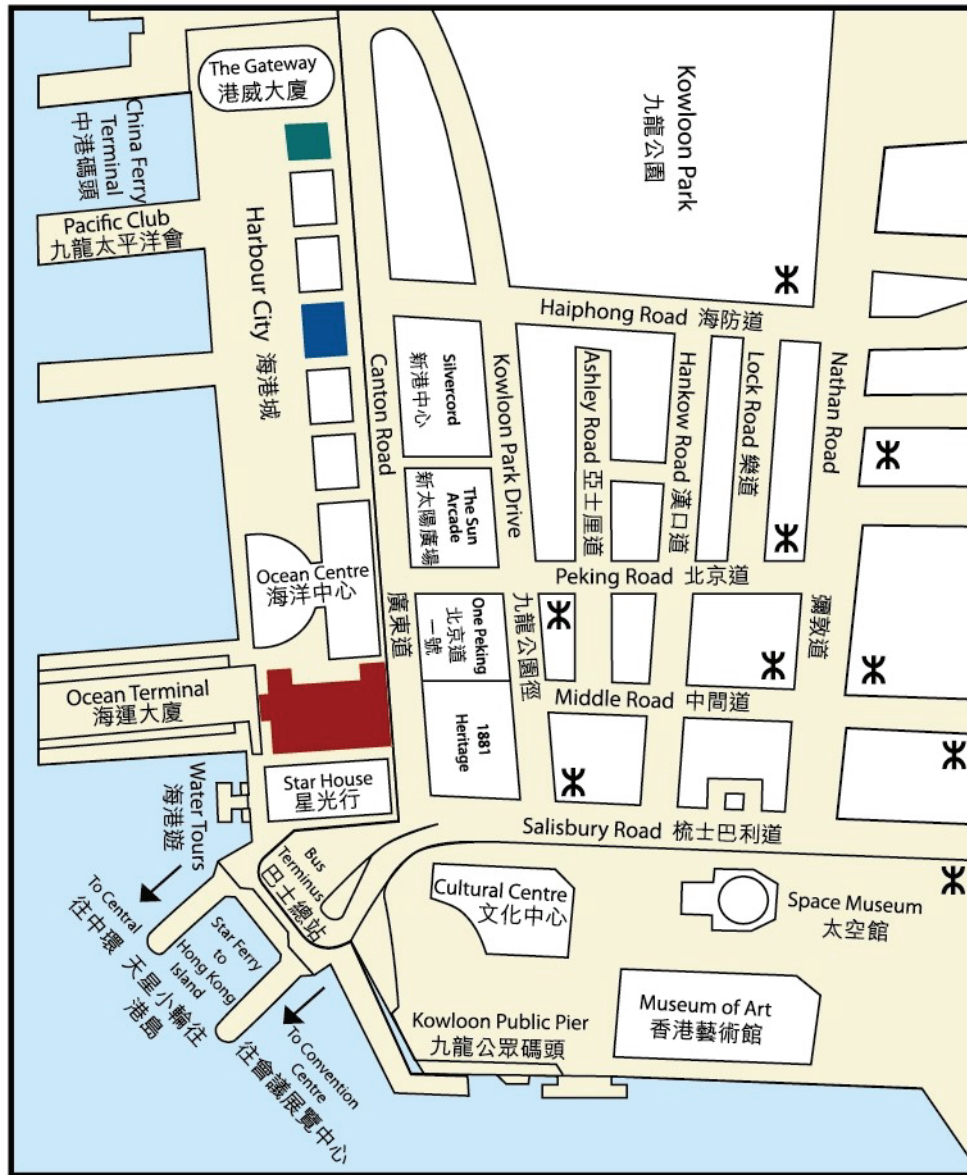 The Gateway
港威大廈
China Ferry
Terminal
中港碼頭
Pacific Club
九龍太平洋會
Harbour City 海港城
Kowloon Park
九龍公園
Haiphong Road 海防道
Canton Road
廣東道
Silvercord
新港中心
The Sun
Arcade
新太陽廣場
Kowloon Park Drive
九龍公園徑
Ashley Road 亞士厘道
Hankow Road 漢口道
Lock Road 樂道
Nathan Road
彌敦道
Peking Road 北京道
Ocean Centre
海洋中心
One Peking
北京道
一號
Middle Road 中間道
1881
Heritage
Ocean Terminal
海運大廈
Star House
星光行
Water Tours
海港遊
Salisbury Road 梳士巴利道
Bus
Terminus
巴士總站
Cultural Centre
文化中心
Space Museum
太空館
Museum of Art
香港藝術館
Kowloon Public Pier
九龍公眾碼頭
To Central
往中環
Star Ferry
to
Hong Kong
Island
天星小輪往
港島
To Convention
Centre
往會議展覽中心